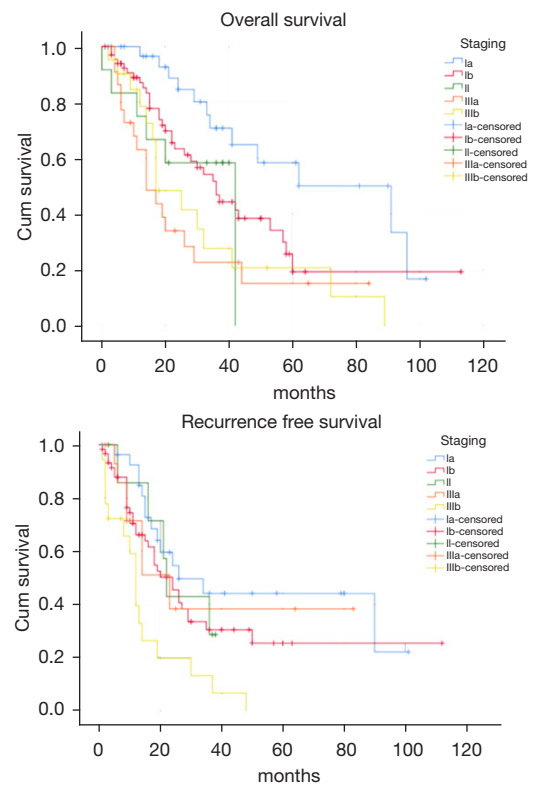 Overall survival
Staging
Ia
Ib
II
IIIa
IIIb
Ia-censored
Ib-censored
II-censored
IIIa-censored
IIIb-censored
Cum survival
1.0
0.8
0.6
0.4
0.2
0.0
0 20 40 60 80 100 120
months
Recurrence free survival
Staging
Ia
Ib
II
IIIa
IIIb
Ia-censored
Ib-censored
II-censored
IIIa-censored
IIIb-censored
Cum survival
1.0
0.8
0.6
0.4
0.2
0.0
0 20 40 60 80 100 120
months